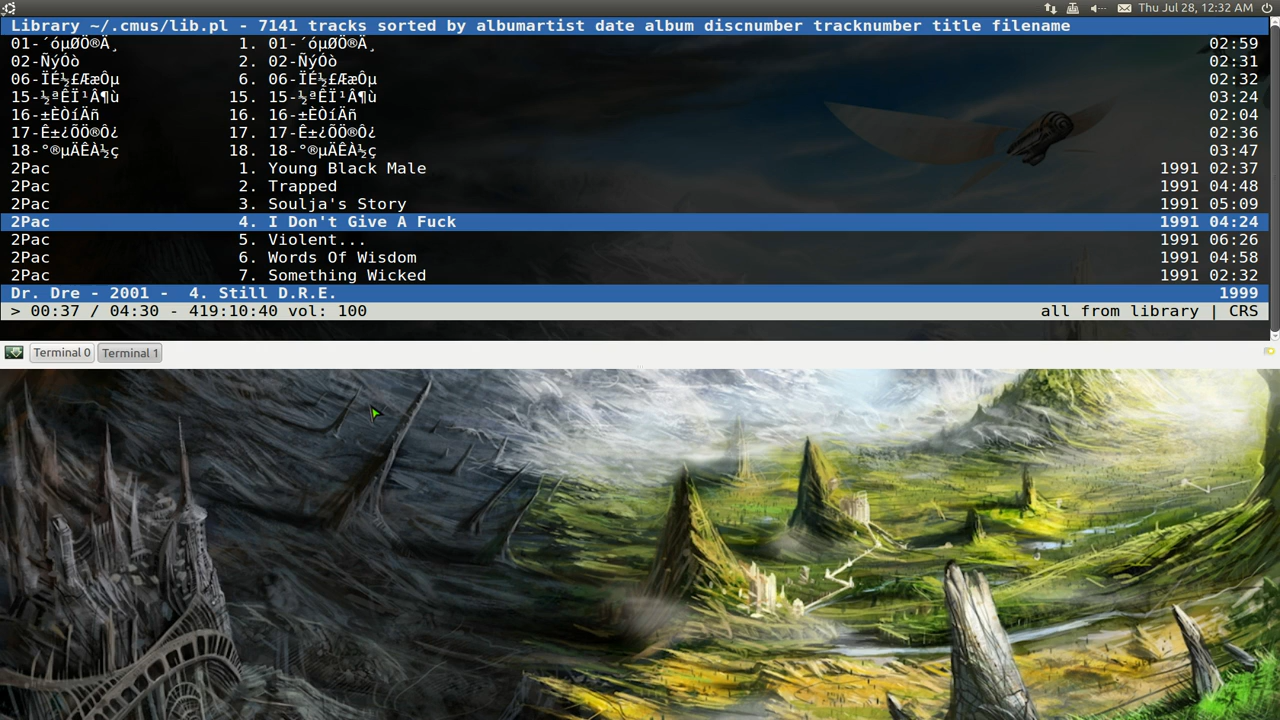 Thu Jul 28, 12:32 AM
Library ~/.cmus/lib.pl - 7141 tracks sorted by albumartist date album discnumber tracknumber title filename
01-´óµØÖ®Ä¸ 1. 01-´óµØÖ®Ä¸ 02:59
02-ÑýÓò 2. 02-ÑýÓò 02:31
06-ÏÉ½£ÆæÔµ 6. 06-ÏÉ½£ÆæÔµ 02:32
15-½ªÊÏ¹Â¶ù 15. 15-½ªÊÏ¹Â¶ù 03:24
16-±ÈÒíÄñ 16. 16-±ÈÒíÄñ 02:04
17-Ê±¿ÕÖ®Ô¿ 17. 17-Ê±¿ÕÖ®Ô¿ 02:36
18-°®µÄÊÀ½ç 18. 18-°®µÄÊÀ½ç 03:47
2Pac 1. Young Black Male 1991 02:37
2Pac 2. Trapped 1991 04:48
2Pac 3. Soulja's Story 1991 05:09
2Pac 4. I Don't Give A Fuck 1991 04:24
2Pac 5. Violent... 1991 06:26
2Pac 6. Words Of Wisdom 1991 04:58
2Pac 7. Something Wicked 1991 02:32
Dr. Dre - 2001 - 4. Still D.R.E. 1999
> 00:37 / 04:30 - 419:10:40 vol: 100 all from library | CRS
Terminal 0 Terminal 1